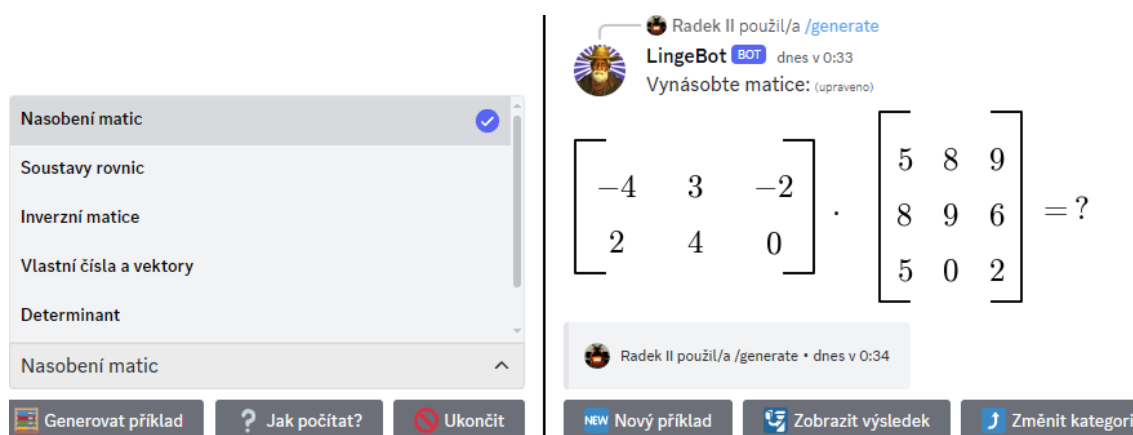 Nasobení matic
Soustavy rovnic
Inverzní matice
Vlastní čísla a vektory
Determinant
Nasobení matic
Generovat příklad
? Jak počítat?
Ukončit
Radek II použil/a /generate
LingeBot BOT dnes v 0:33
Vynásobte matice: (upraveno)
−4 3 −2
2 4 0
·
5 8 9
8 9 6
5 0 2
= ?
Radek II použil/a /generate • dnes v 0:34
NEW Nový příklad
Zobrazit výsledek
Změnit kategori